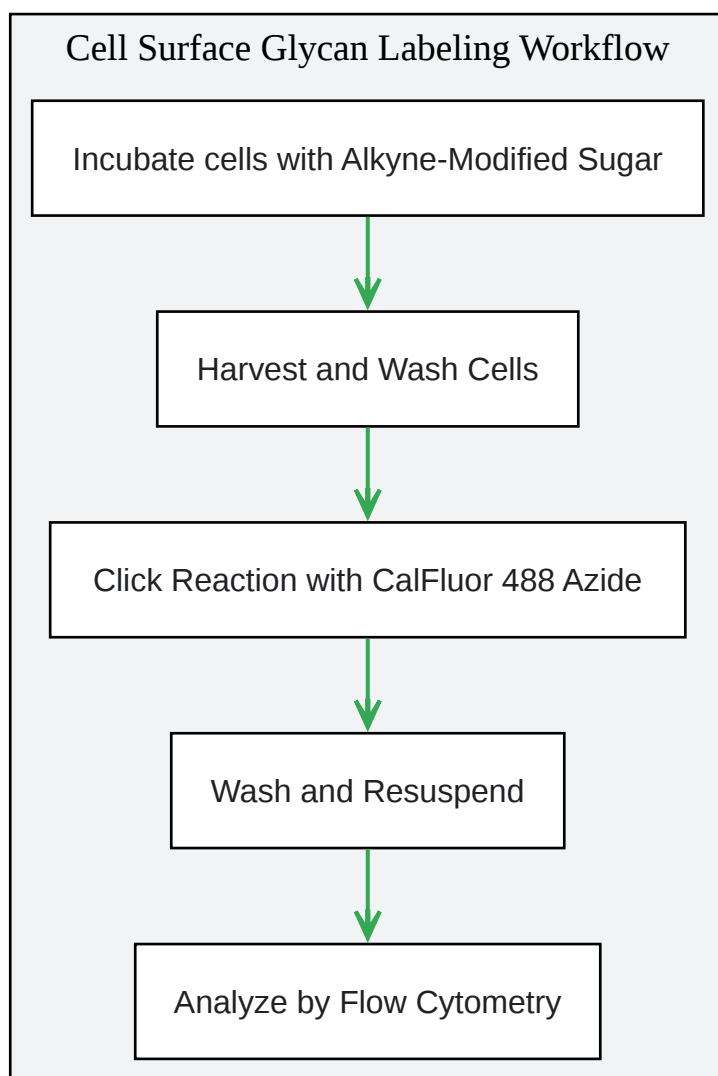 Cell Surface Glycan Labeling Workflow
Incubate cells with Alkyne-Modified Sugar
Harvest and Wash Cells
Click Reaction with CalFluor 488 Azide
Wash and Resuspend
Analyze by Flow Cytometry